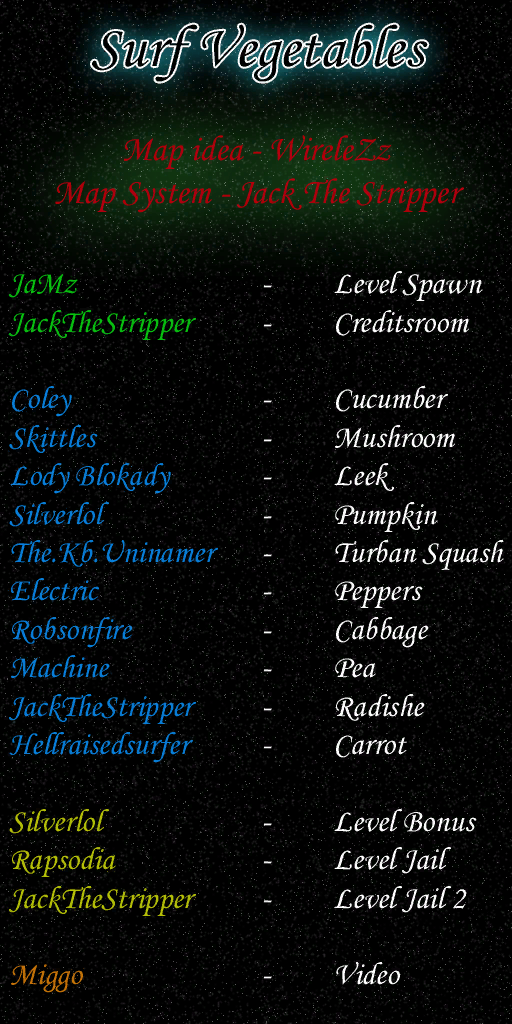 Surf Vegetables
Map idea - WireleZz
Map System - Jack The Stripper
JaMz - Level Spawn
JackTheStripper - Creditsroom
Coley - Cucumber
Skittles - Mushroom
Lody Blokady - Leek
Silverlol - Pumpkin
The.Kb.Uninamer - Turban Squash
Electric - Peppers
Robsonfire - Cabbage
Machine - Pea
JackTheStripper - Radishe
Hellraisedsurfer - Carrot
Silverlol - Level Bonus
Rapsodia - Level Jail
JackTheStripper - Level Jail 2
Miggo - Video